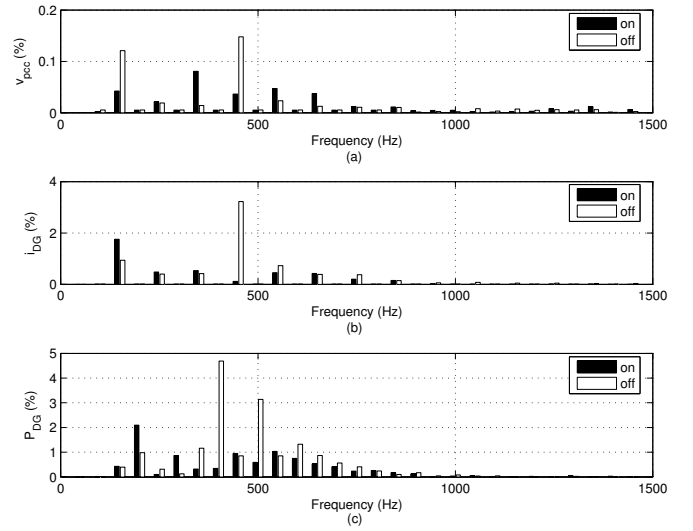 0.2
0.1
0
v_pcc (%)
on
off
0 500 1000 1500
Frequency (Hz)
(a)
4
2
0
i_DG (%)
on
off
0 500 1000 1500
Frequency (Hz)
(b)
5
4
3
2
1
0
P_DG (%)
on
off
0 500 1000 1500
Frequency (Hz)
(c)